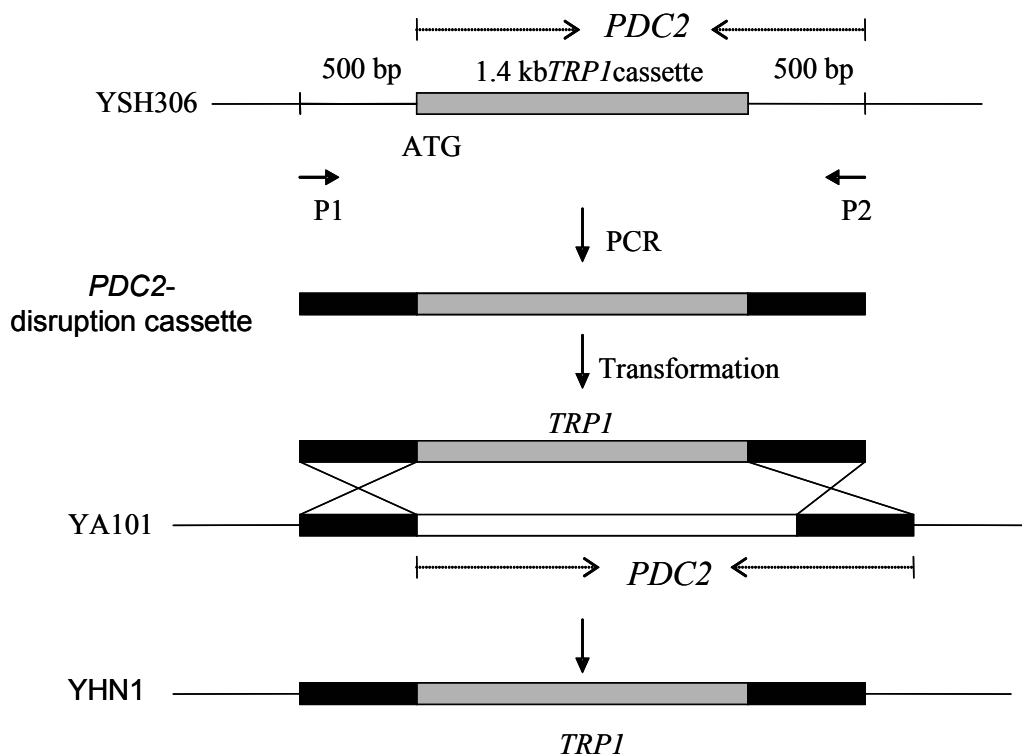 PDC2
500 bp
1.4 kbTRP1cassette
500 bp
YSH306
ATG
P1
P2
PCR
PDC2-
disruption cassette
Transformation
TRP1
YA101
PDC2
YHN1
TRP1